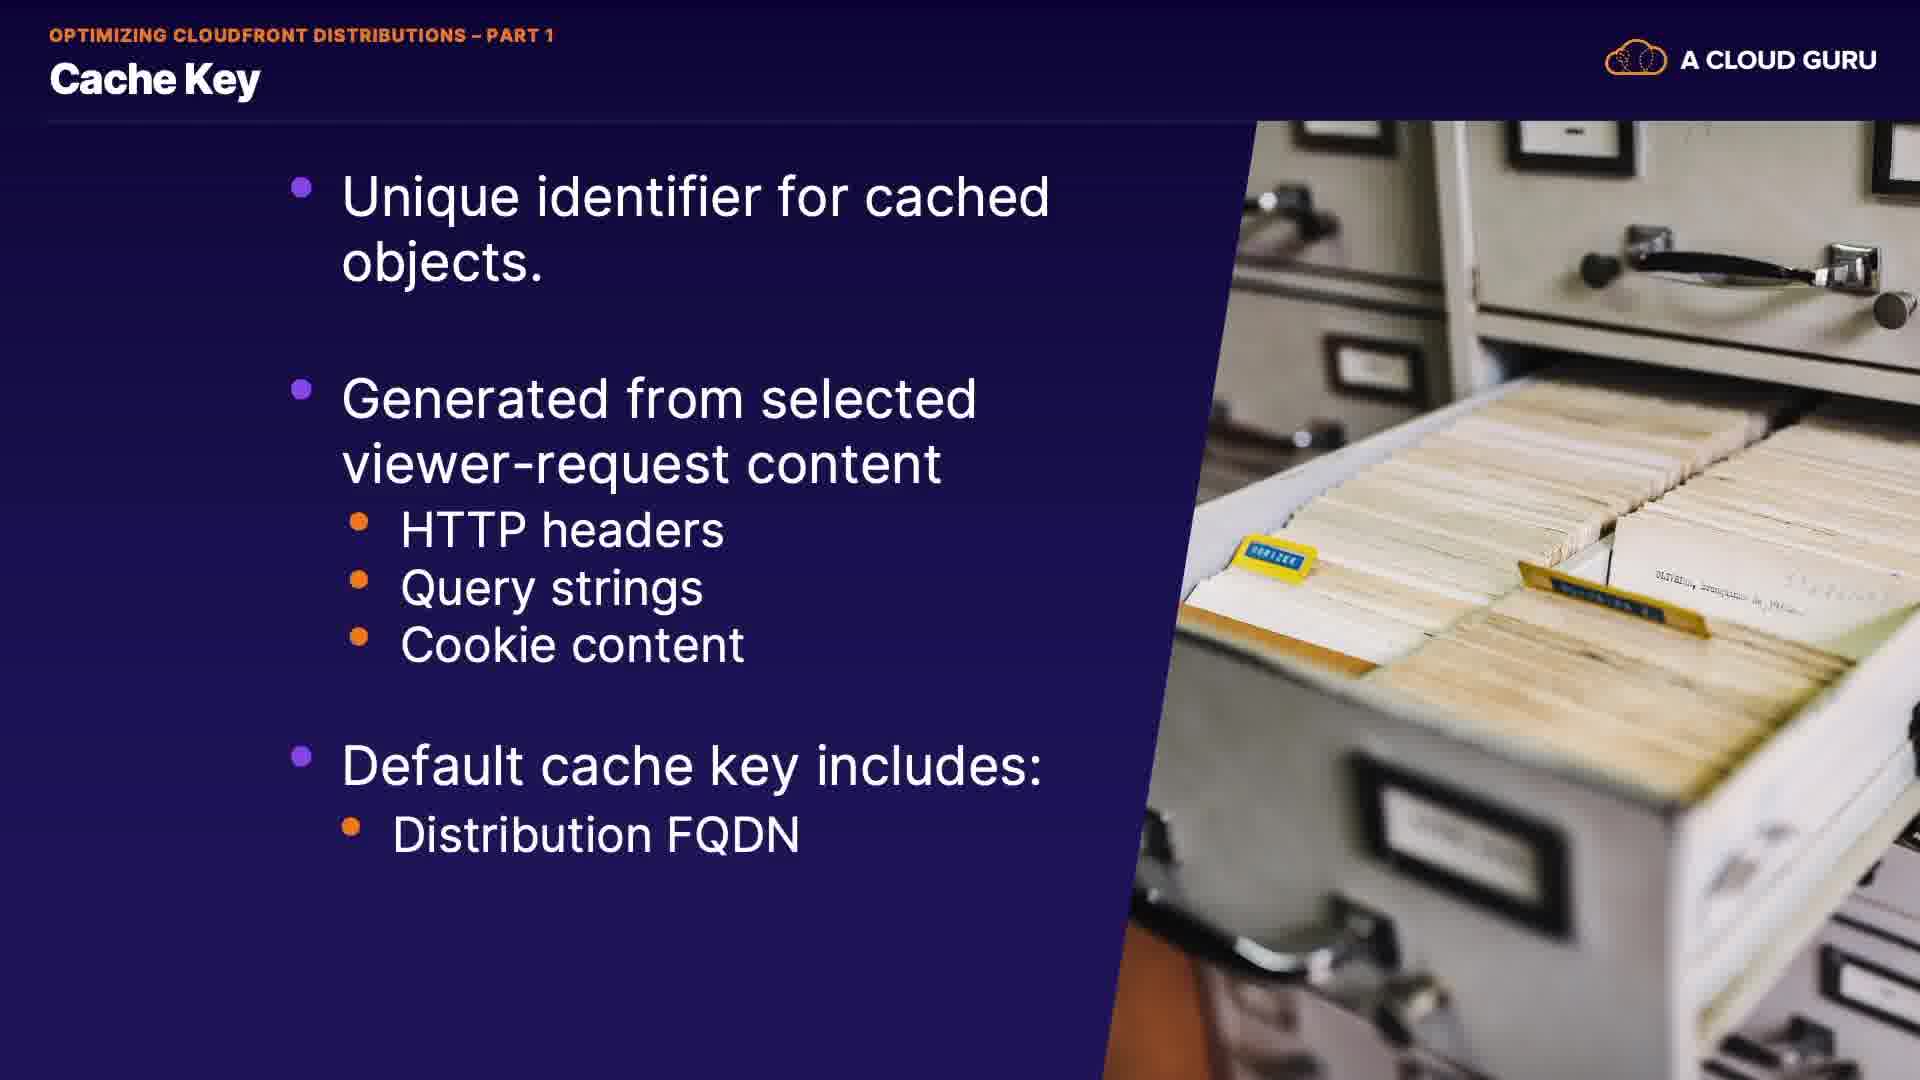 OPTIMIZING CLOUDFRONT DISTRIBUTIONS – PART 1
Cache Key
A CLOUD GURU
Unique identifier for cached
objects.
Generated from selected
viewer-request content
HTTP headers
Query strings
Cookie content
Default cache key includes:
Distribution FQDN